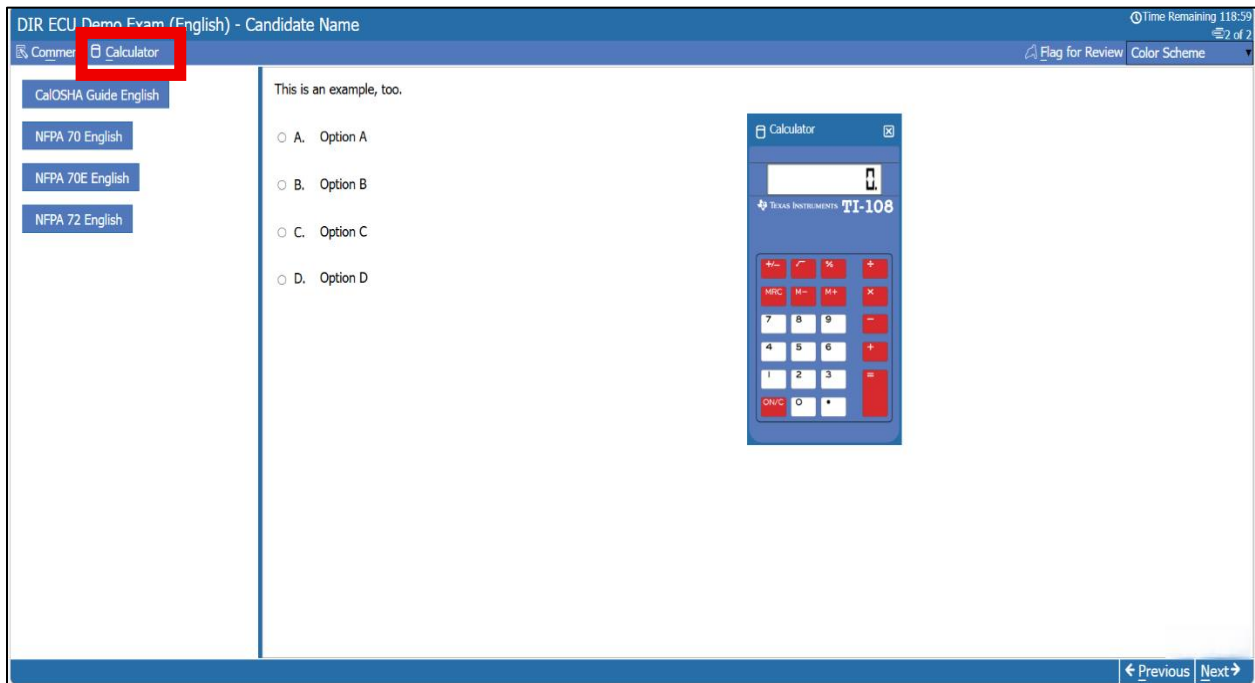 DIR ECU Demo Exam (English) - Candidate Name
Time Remaining 118:59
2 of 2
Commen
Calculator
Flag for Review
Color Scheme
CalOSHA Guide English
NFPA 70 English
NFPA 70E English
NFPA 72 English
This is an example, too.
A. Option A
B. Option B
C. Option C
D. Option D
Calculator
0.
TEXAS INSTRUMENTS TI-108
+/− √ % ÷
MRC M− M+ ×
7 8 9 −
4 5 6 +
1 2 3 =
ON/C 0 •
Previous Next